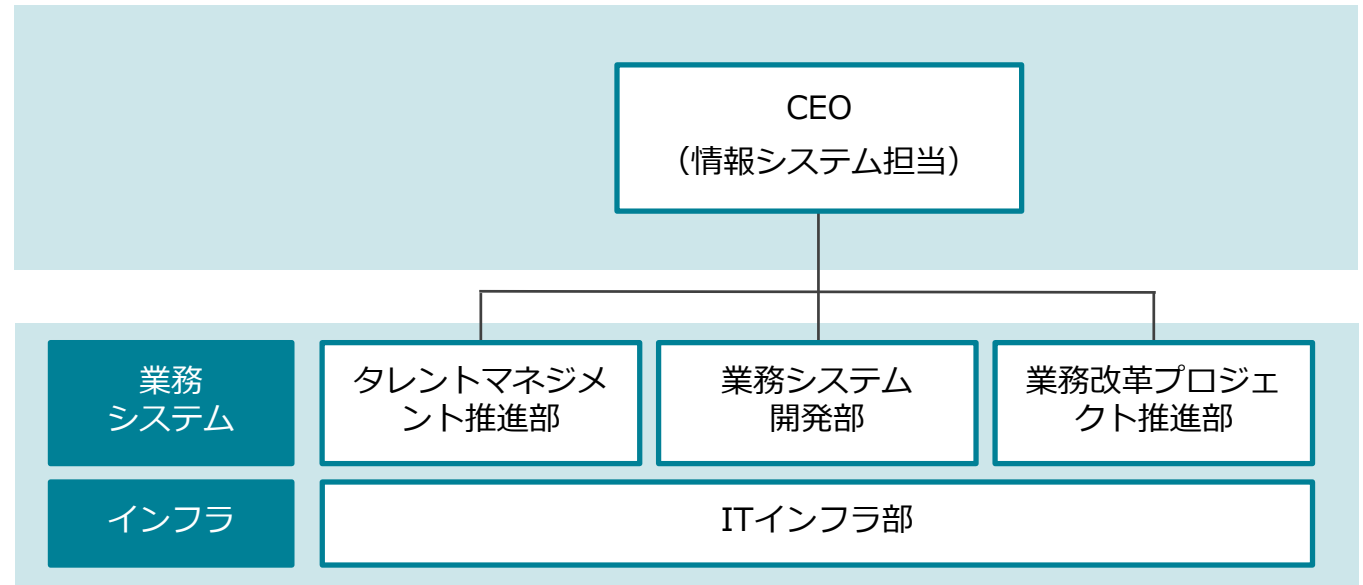 CEO
（情報システム担当）
業務
システム
タレントマネジメ
ント推進部
業務システム
開発部
業務改革プロジェ
クト推進部
インフラ
ITインフラ部